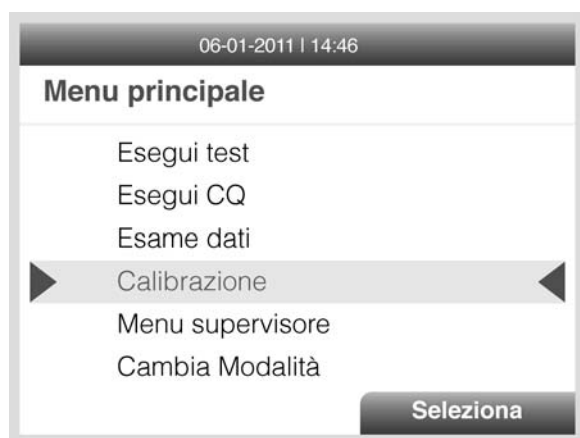 06-01-2011 | 14:46
Menu principale
Esegui test
Esegui CQ
Esame dati
Calibrazione
Menu supervisore
Cambia Modalità
Seleziona